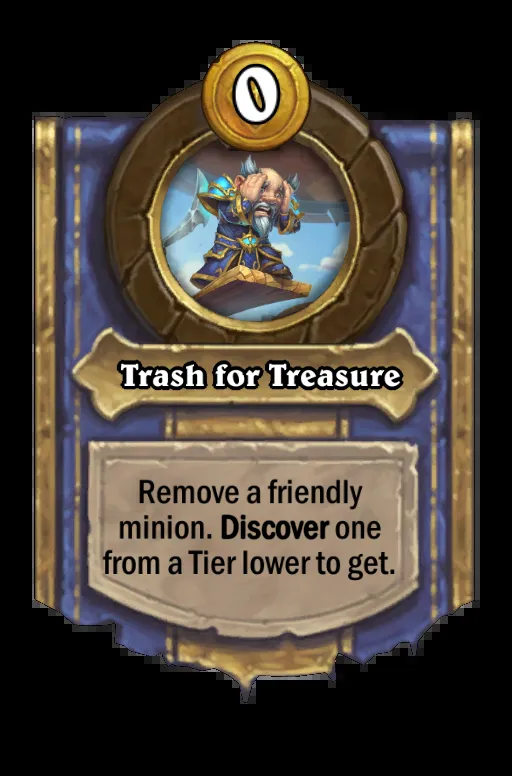 0
Trash for Treasure
Remove a friendly
minion. Discover one
from a Tier lower to get.